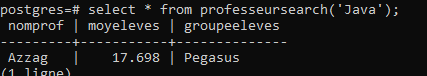 postgres=# select * from professeursearch('Java');
 nomprof | moyeleves | groupeeleves
---------+-----------+--------------
 Azzag   |    17.698 | Pegasus
(1 ligne)